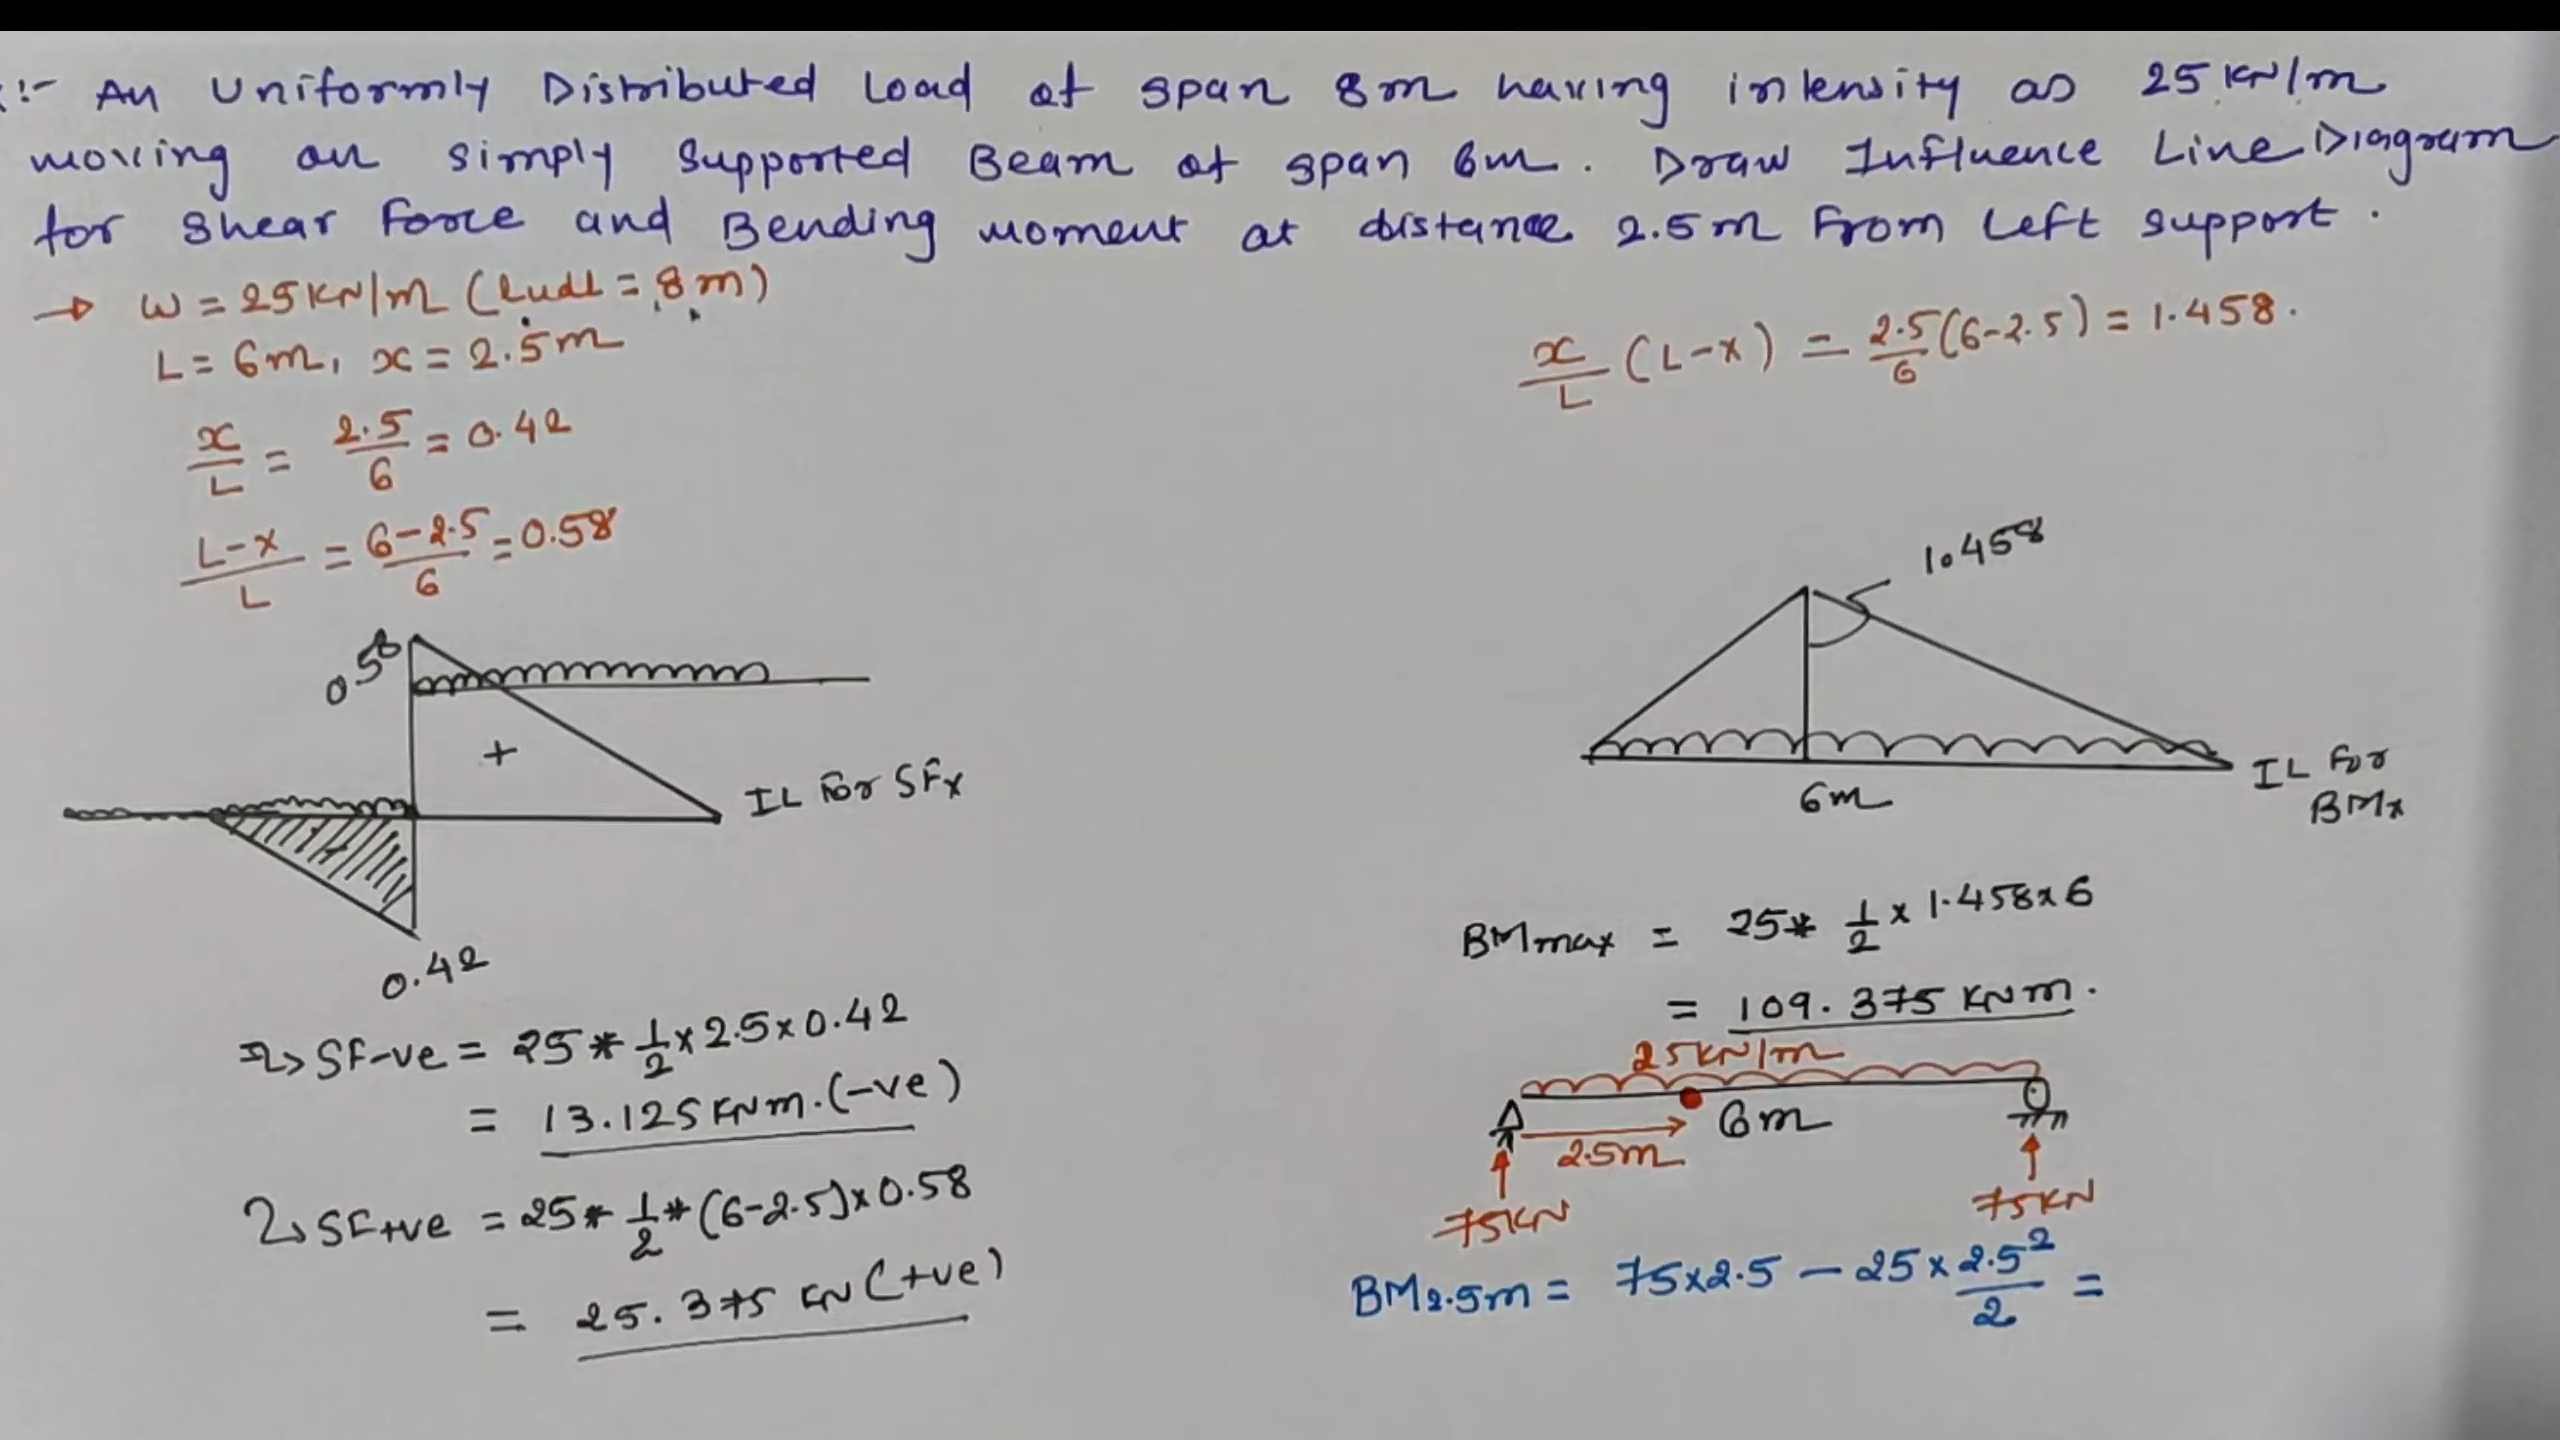 :- An Uniformly Distributed Load of span 8m having intensity as 25 KN/m
moving on simply supported Beam of span 6m. Draw Influence Line Diagram
for shear Force and Bending moment at distance 2.5m From left support.
→ W = 25KN/m (ludl = 8m)
L = 6m, x = 2.5m
x/L = 2.5/6 = 0.42
L-x/L = 6-2.5/6 = 0.58
x/L (L-x) = 2.5/6 (6-2.5) = 1.458.
0.58
+
IL For SFx
0.42
SF-ve = 25 * 1/2 x 2.5 x 0.42
= 13.125 KNm. (-ve)
SF+ve = 25 * 1/2 * (6-2.5) x 0.58
= 25.375 KN (+ve)
1.458
6m
IL For
BMx
BMmax = 25 * 1/2 x 1.458 x 6
= 109.375 KNm.
25KN/m
2.5m
6m
75KN
75KN
BM2.5m = 75x2.5 - 25 x 2.5²/2 =